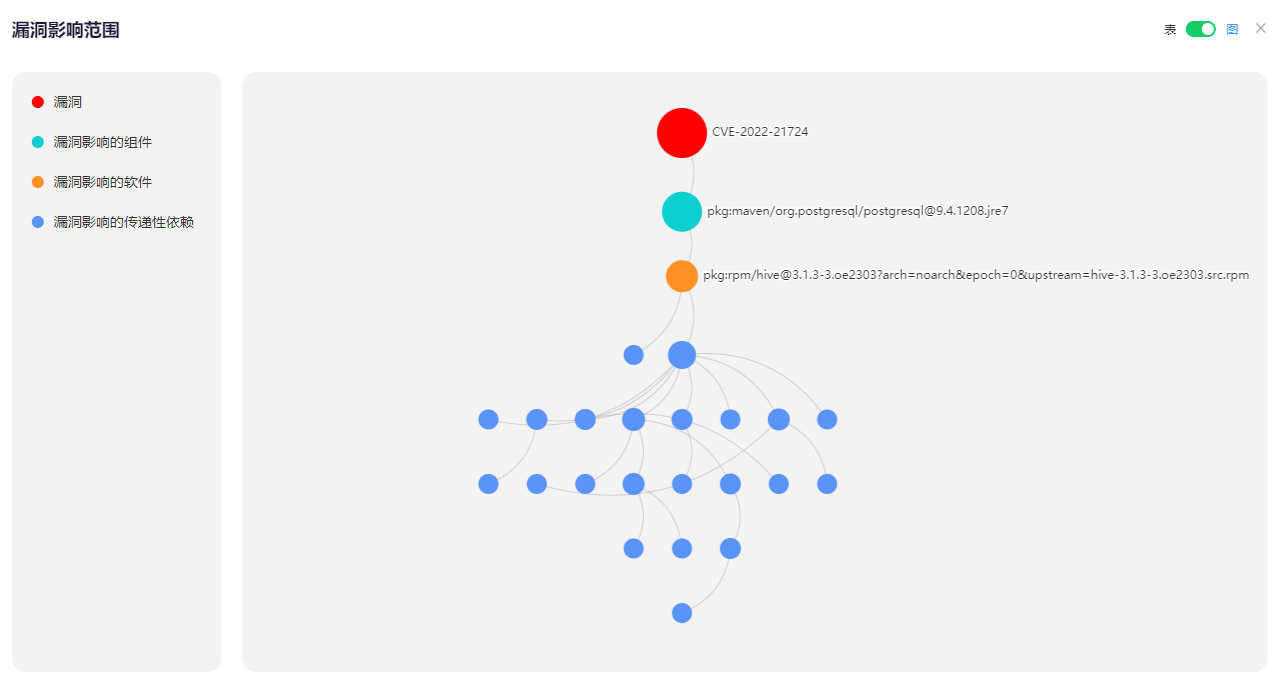 漏洞影响范围
表 图
漏洞
漏洞影响的组件
漏洞影响的软件
漏洞影响的传递性依赖
CVE-2022-21724
pkg:maven/org.postgresql/postgresql@9.4.1208.jre7
pkg:rpm/hive@3.1.3-3.oe2303?arch=noarch&epoch=0&upstream=hive-3.1.3-3.oe2303.src.rpm